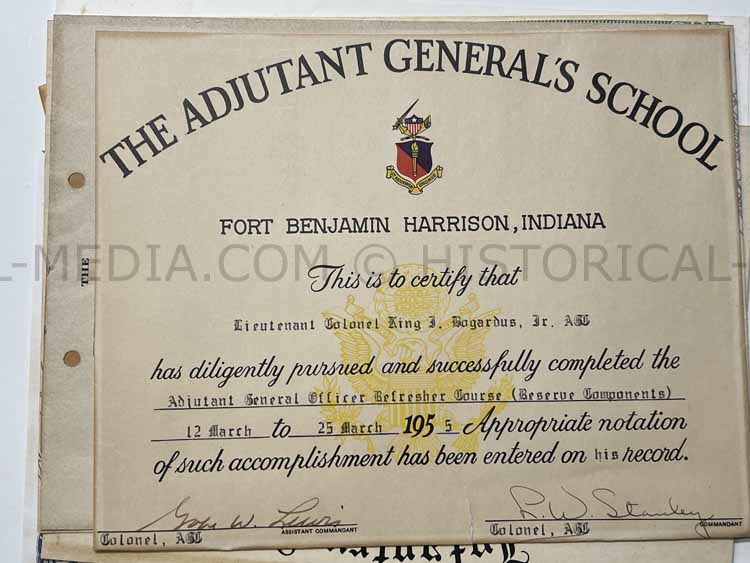 THE ADJUTANT GENERAL'S SCHOOL
FORT BENJAMIN HARRISON, INDIANA
L-MEDIA.COM © HISTORICAL-
THE
This is to certify that
Lieutenant Colonel King J. Bogardus, Jr. AGC
has diligently pursued and successfully completed the
Adjutant General Officer Refresher Course (Reserve Components)
12 March to 25 March 1955 Appropriate notation
of such accomplishment has been entered on his record.
W. Lewis R. W. Stanley
ASSISTANT COMMANDANT COMMANDANT
Colonel, AGC Colonel, AGC